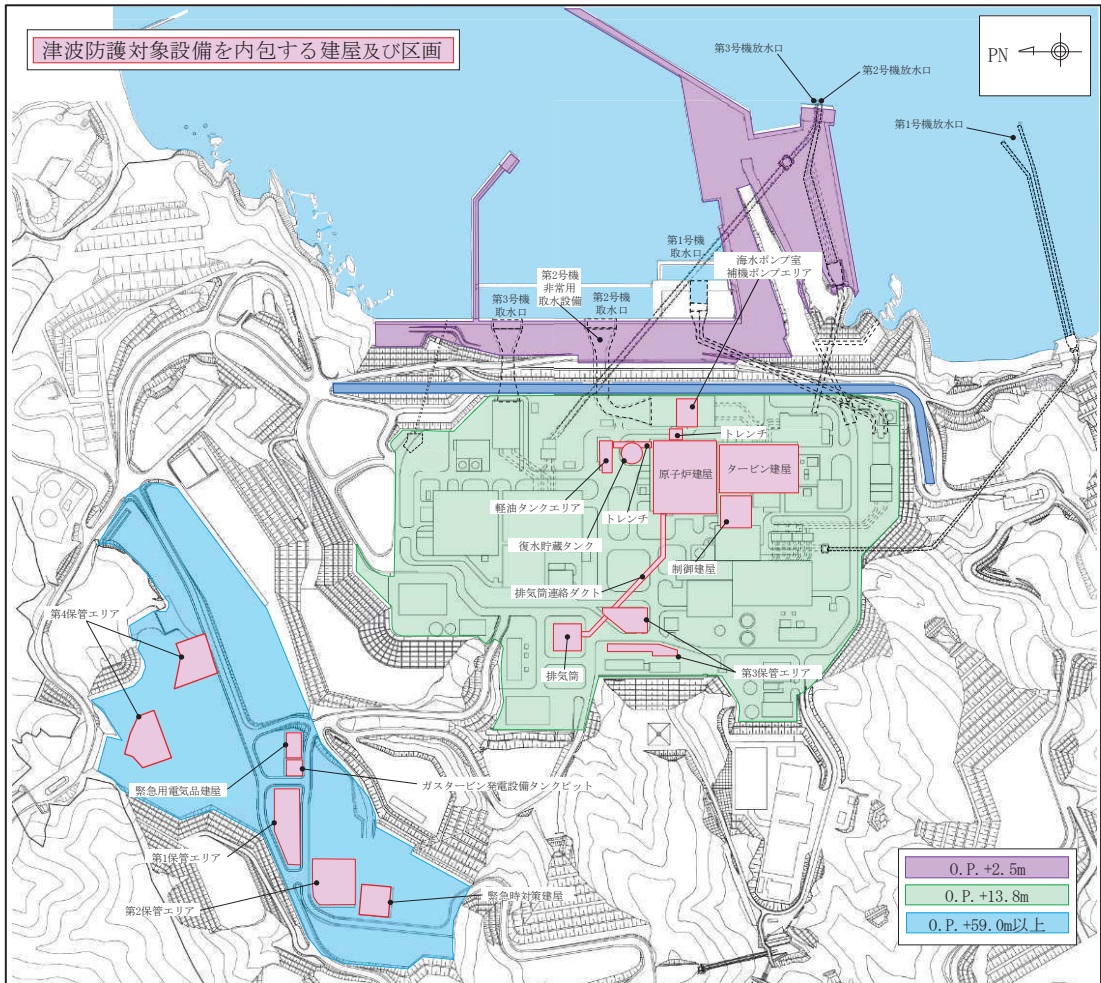 津波防護対象設備を内包する建屋及び区画
PN
第3号機放水口
第2号機放水口
第1号機放水口
第1号機
取水口
海水ポンプ室
補機ポンプエリア
第2号機
非常用
取水設備
第3号機
取水口
第2号機
取水口
トレンチ
原子炉建屋
タービン建屋
軽油タンクエリア
トレンチ
復水貯蔵タンク
制御建屋
排気筒連絡ダクト
第4保管エリア
排気筒
第3保管エリア
緊急用電気品建屋
ガスタービン発電設備タンクピット
第1保管エリア
第2保管エリア
緊急時対策建屋
O.P.+2.5m
O.P.+13.8m
O.P.+59.0m以上